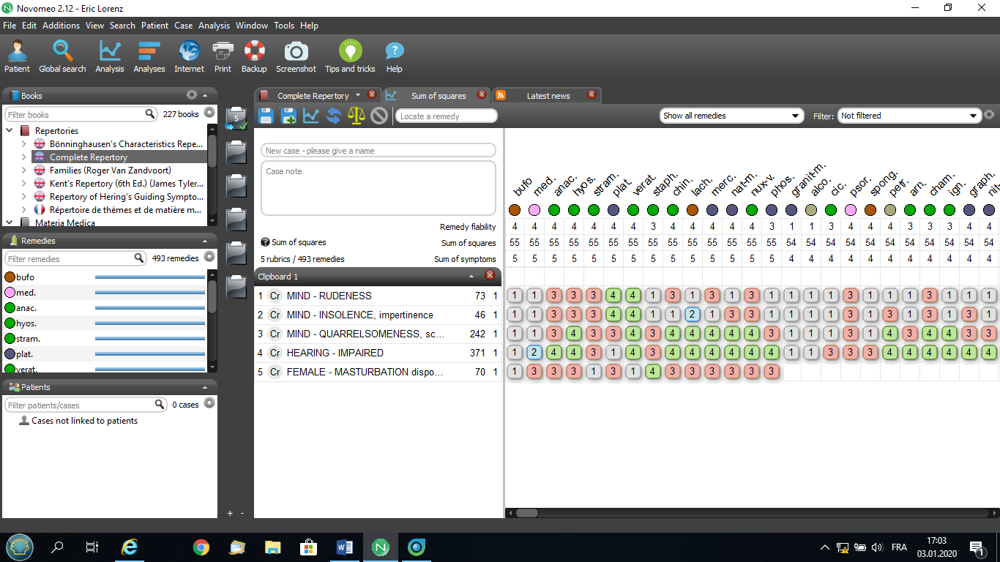 Novomeo 2.12 - Eric Lorenz
File Edit Additions View Search Patient Case Analysis Window Tools Help
Patient Global search Analysis Analyses Internet Print Backup Screenshot Tips and tricks Help
Books
Filter books 227 books
Repertories
Bönninghausen's Characteristics Repe...
Complete Repertory
Families (Roger Van Zandvoort)
Kent's Repertory (6th Ed.) (James Tyler...
Repertory of Hering's Guiding Sympto...
Répertoire de thèmes et de matière m...
Materia Medica
Remedies
Filter remedies 493 remedies
bufo
med.
anac.
hyos.
stram.
plat.
verat.
Patients
Filter patients/cases 0 cases
Cases not linked to patients
5
+ -
Complete Repertory Sum of squares Latest news
Locate a remedy Show all remedies Filter: Not filtered
New case - please give a name
Case note
Remedy fiability
Sum of squares Sum of squares
5 rubrics / 493 remedies Sum of symptoms
Clipboard 1
1 Cr MIND - RUDENESS 73 1
2 Cr MIND - INSOLENCE, impertinence 46 1
3 Cr MIND - QUARRELSOMENESS, sc... 242 1
4 Cr HEARING - IMPAIRED 371 1
5 Cr FEMALE - MASTURBATION dispo... 70 1
bufo med. anac. hyos. stram. plat. verat. staph. chin. lach. merc. nat-m. nux-v. phos. granit-m. alco. cic. psor. spong. petr. arn. cham. ign. graph. nit-
4 4 4 4 4 4 4 3 4 4 4 4 4 3 1 1 3 4 4 4 3 3 3 4 4
55 55 55 55 55 55 55 55 55 55 55 55 55 55 54 54 54 54 54 54 54 54 54 54 54
5 5 5 5 5 5 5 5 5 5 5 5 5 5 4 4 4 4 4 4 4 4 4 4 4
1 1 3 3 3 4 4 1 3 1 3 1 3 1 1 1 1 3 1 1 1 3 1 1 1
1 1 3 3 3 4 4 1 1 2 1 3 3 1 1 1 1 3 1 3 1 3 1 3 1
1 1 3 4 3 3 4 3 4 4 4 4 4 3 1 1 1 3 1 4 3 4 4 3 3
1 2 4 4 3 1 4 3 4 4 4 4 4 4 1 1 3 3 3 4 4 4 4 4 4
1 3 3 3 1 3 1 4 3 3 3 3 3 3
FRA 17:03
03.01.2020
1